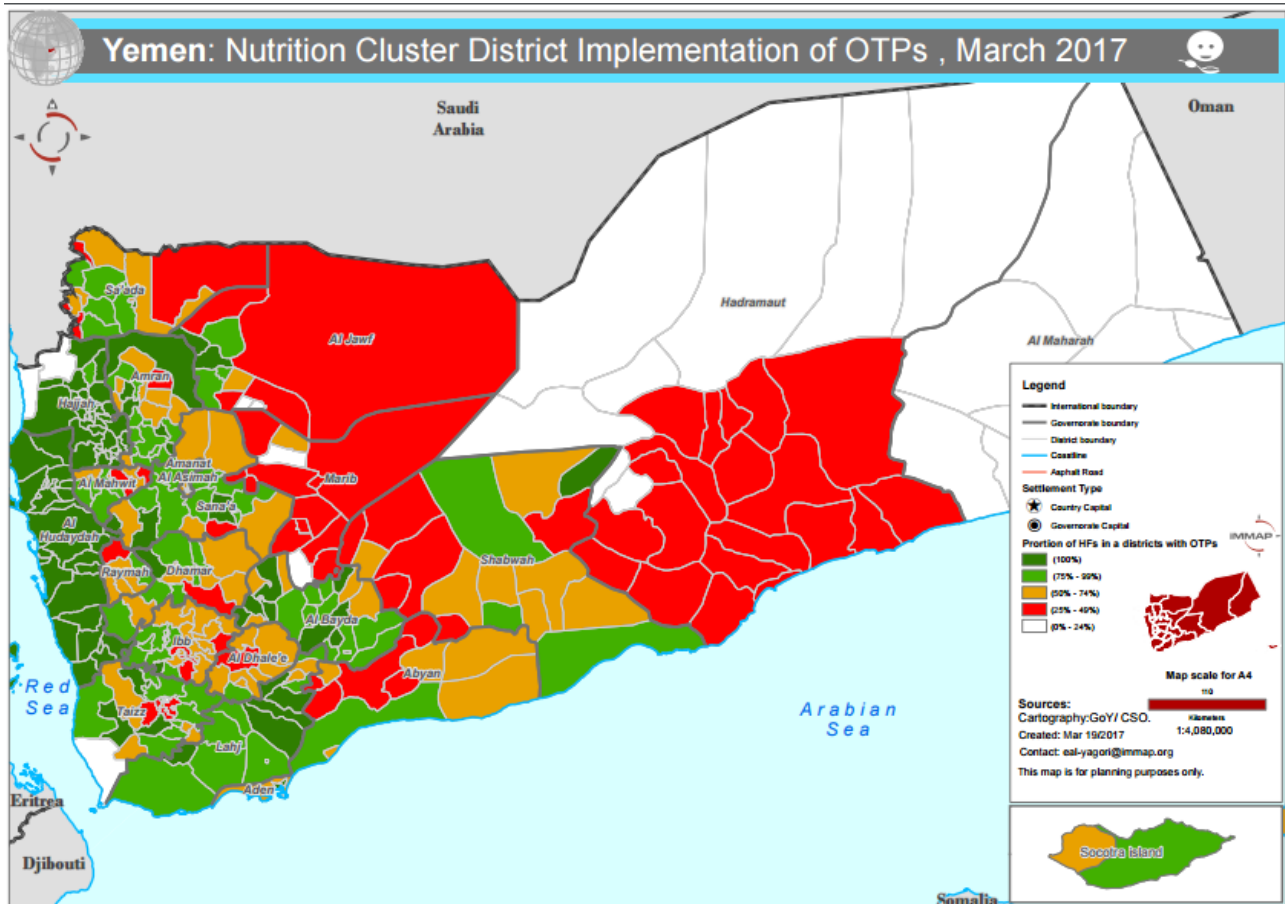 Yemen: Nutrition Cluster District Implementation of OTPs , March 2017
Saudi
Arabia
Oman
Hadramaut
Al Maharah
Sa'ada
Al Jawf
Amran
Hajjah
Amanat
Al Asimah
Al Mahwit
Marib
Sana'a
Al
Hudaydah
Shabwah
Raymah
Dhamar
Al Bayda
Ibb
Al Dhale'e
Abyan
Taizz
Lahj
Aden
Red
Sea
Arabian
Sea
Eritrea
Djibouti
Somalia
Legend
International boundary
Governorate boundary
District boundary
Coastline
Asphalt Road
Settlement Type
Country Capital
Governorate Capital
Prortion of HFs in a districts with OTPs
(100%)
(75% - 99%)
(50% - 74%)
(25% - 49%)
(0% - 24%)
IMMAP
Map scale for A4
110
Kilometers
1:4,080,000
Sources:
Cartography:GoY/ CSO.
Created: Mar 19/2017
Contact: eal-yagori@immap.org
This map is for planning purposes only.
Socotra island